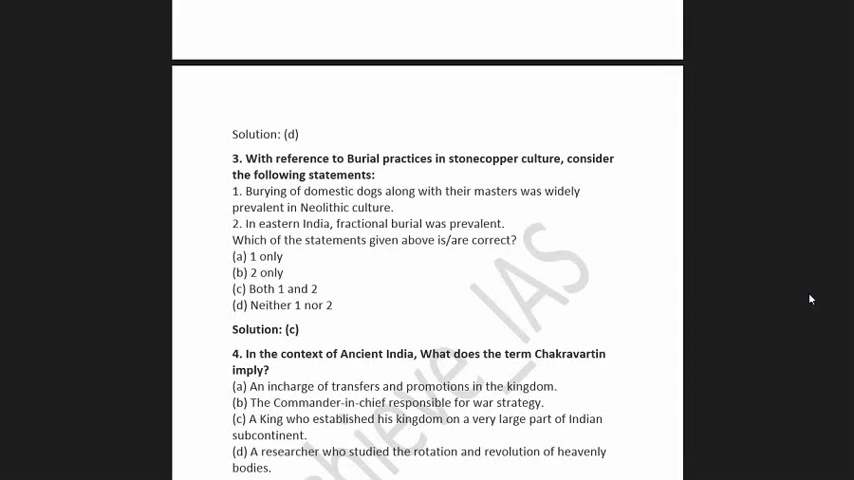 Solution: (d)
3. With reference to Burial practices in stonecopper culture, consider
the following statements:
1. Burying of domestic dogs along with their masters was widely
prevalent in Neolithic culture.
2. In eastern India, fractional burial was prevalent.
Which of the statements given above is/are correct?
(a) 1 only
(b) 2 only
(c) Both 1 and 2
(d) Neither 1 nor 2
Solution: (c)
4. In the context of Ancient India, What does the term Chakravartin
imply?
(a) An incharge of transfers and promotions in the kingdom.
(b) The Commander-in-chief responsible for war strategy.
(c) A King who established his kingdom on a very large part of Indian
subcontinent.
(d) A researcher who studied the rotation and revolution of heavenly
bodies.
hieve_IAS